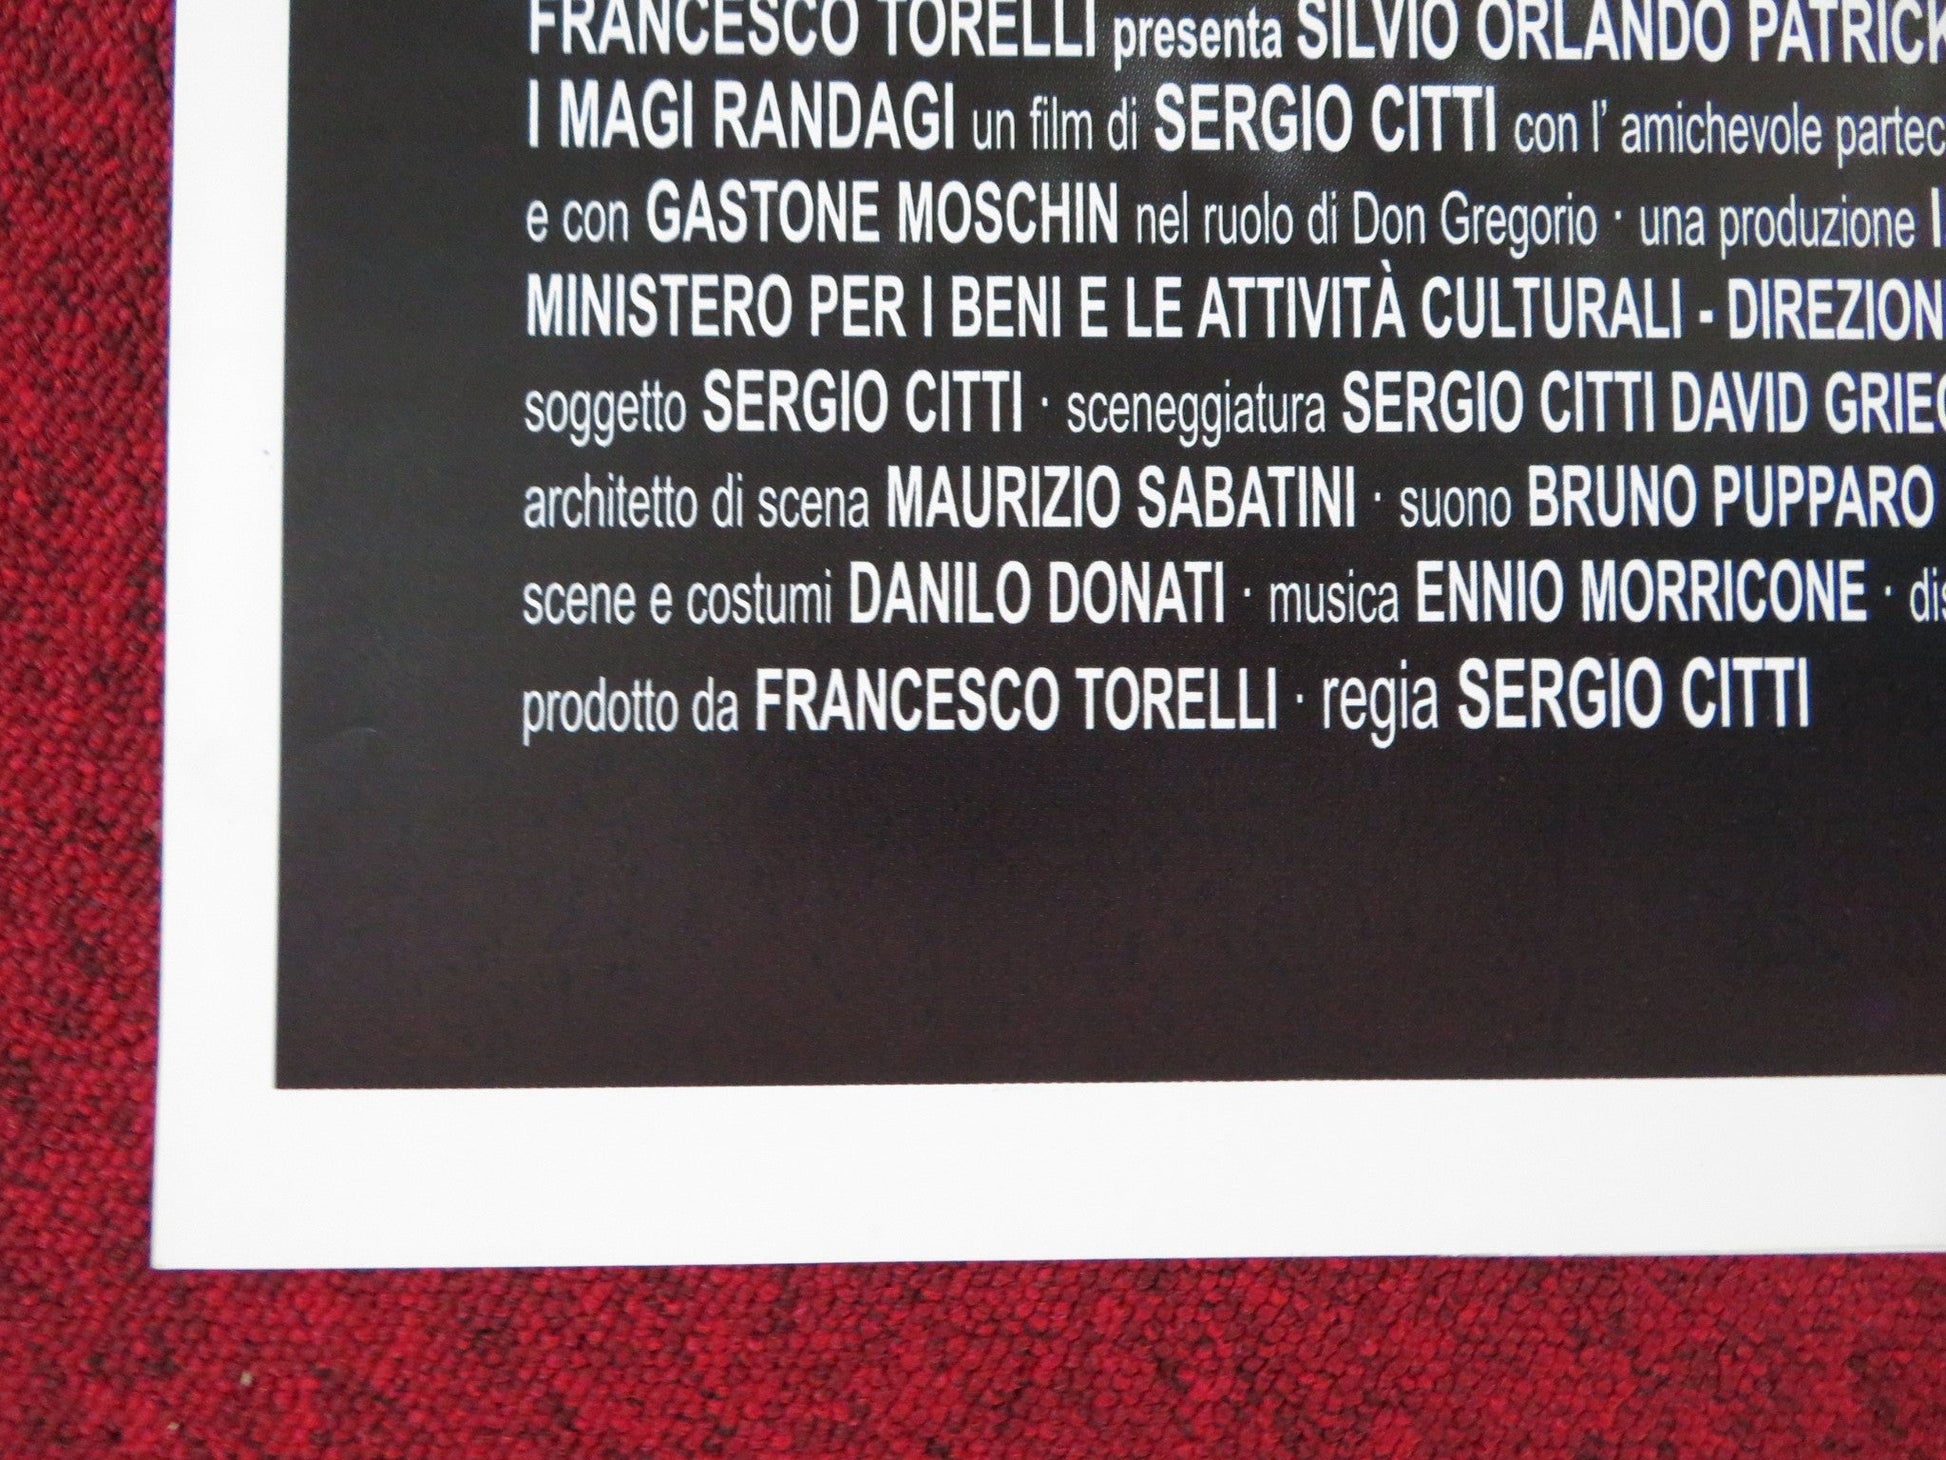 FRANCESCO TORELLI presenta SILVIO ORLANDO PATRICK
I MAGI RANDAGI un film di SERGIO CITTI con l' amichevole partec
e con GASTONE MOSCHIN nel ruolo di Don Gregorio · una produzione
MINISTERO PER I BENI E LE ATTIVITÀ CULTURALI - DIREZION
soggetto SERGIO CITTI · sceneggiatura SERGIO CITTI DAVID GRIEC
architetto di scena MAURIZIO SABATINI · suono BRUNO PUPPARO
scene e costumi DANILO DONATI · musica ENNIO MORRICONE · dis
prodotto da FRANCESCO TORELLI · regia SERGIO CITTI